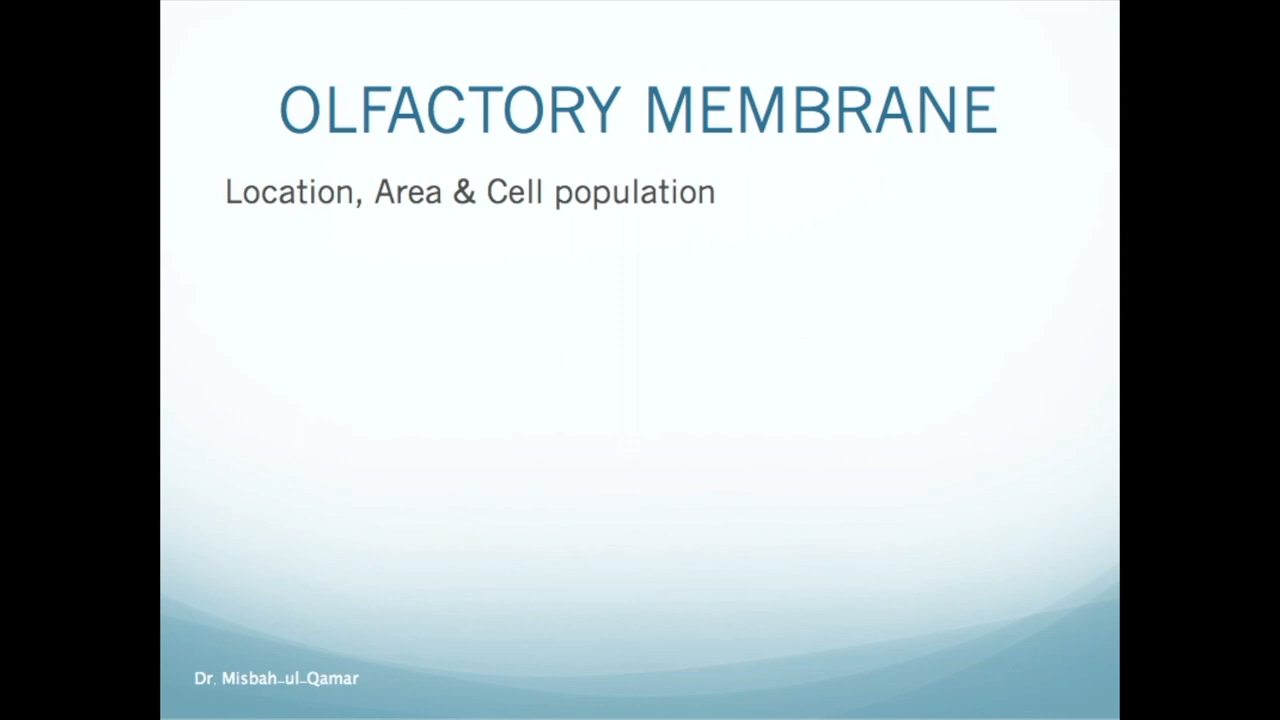 OLFACTORY MEMBRANE
Location, Area & Cell population
Dr. Misbah-ul-Qamar